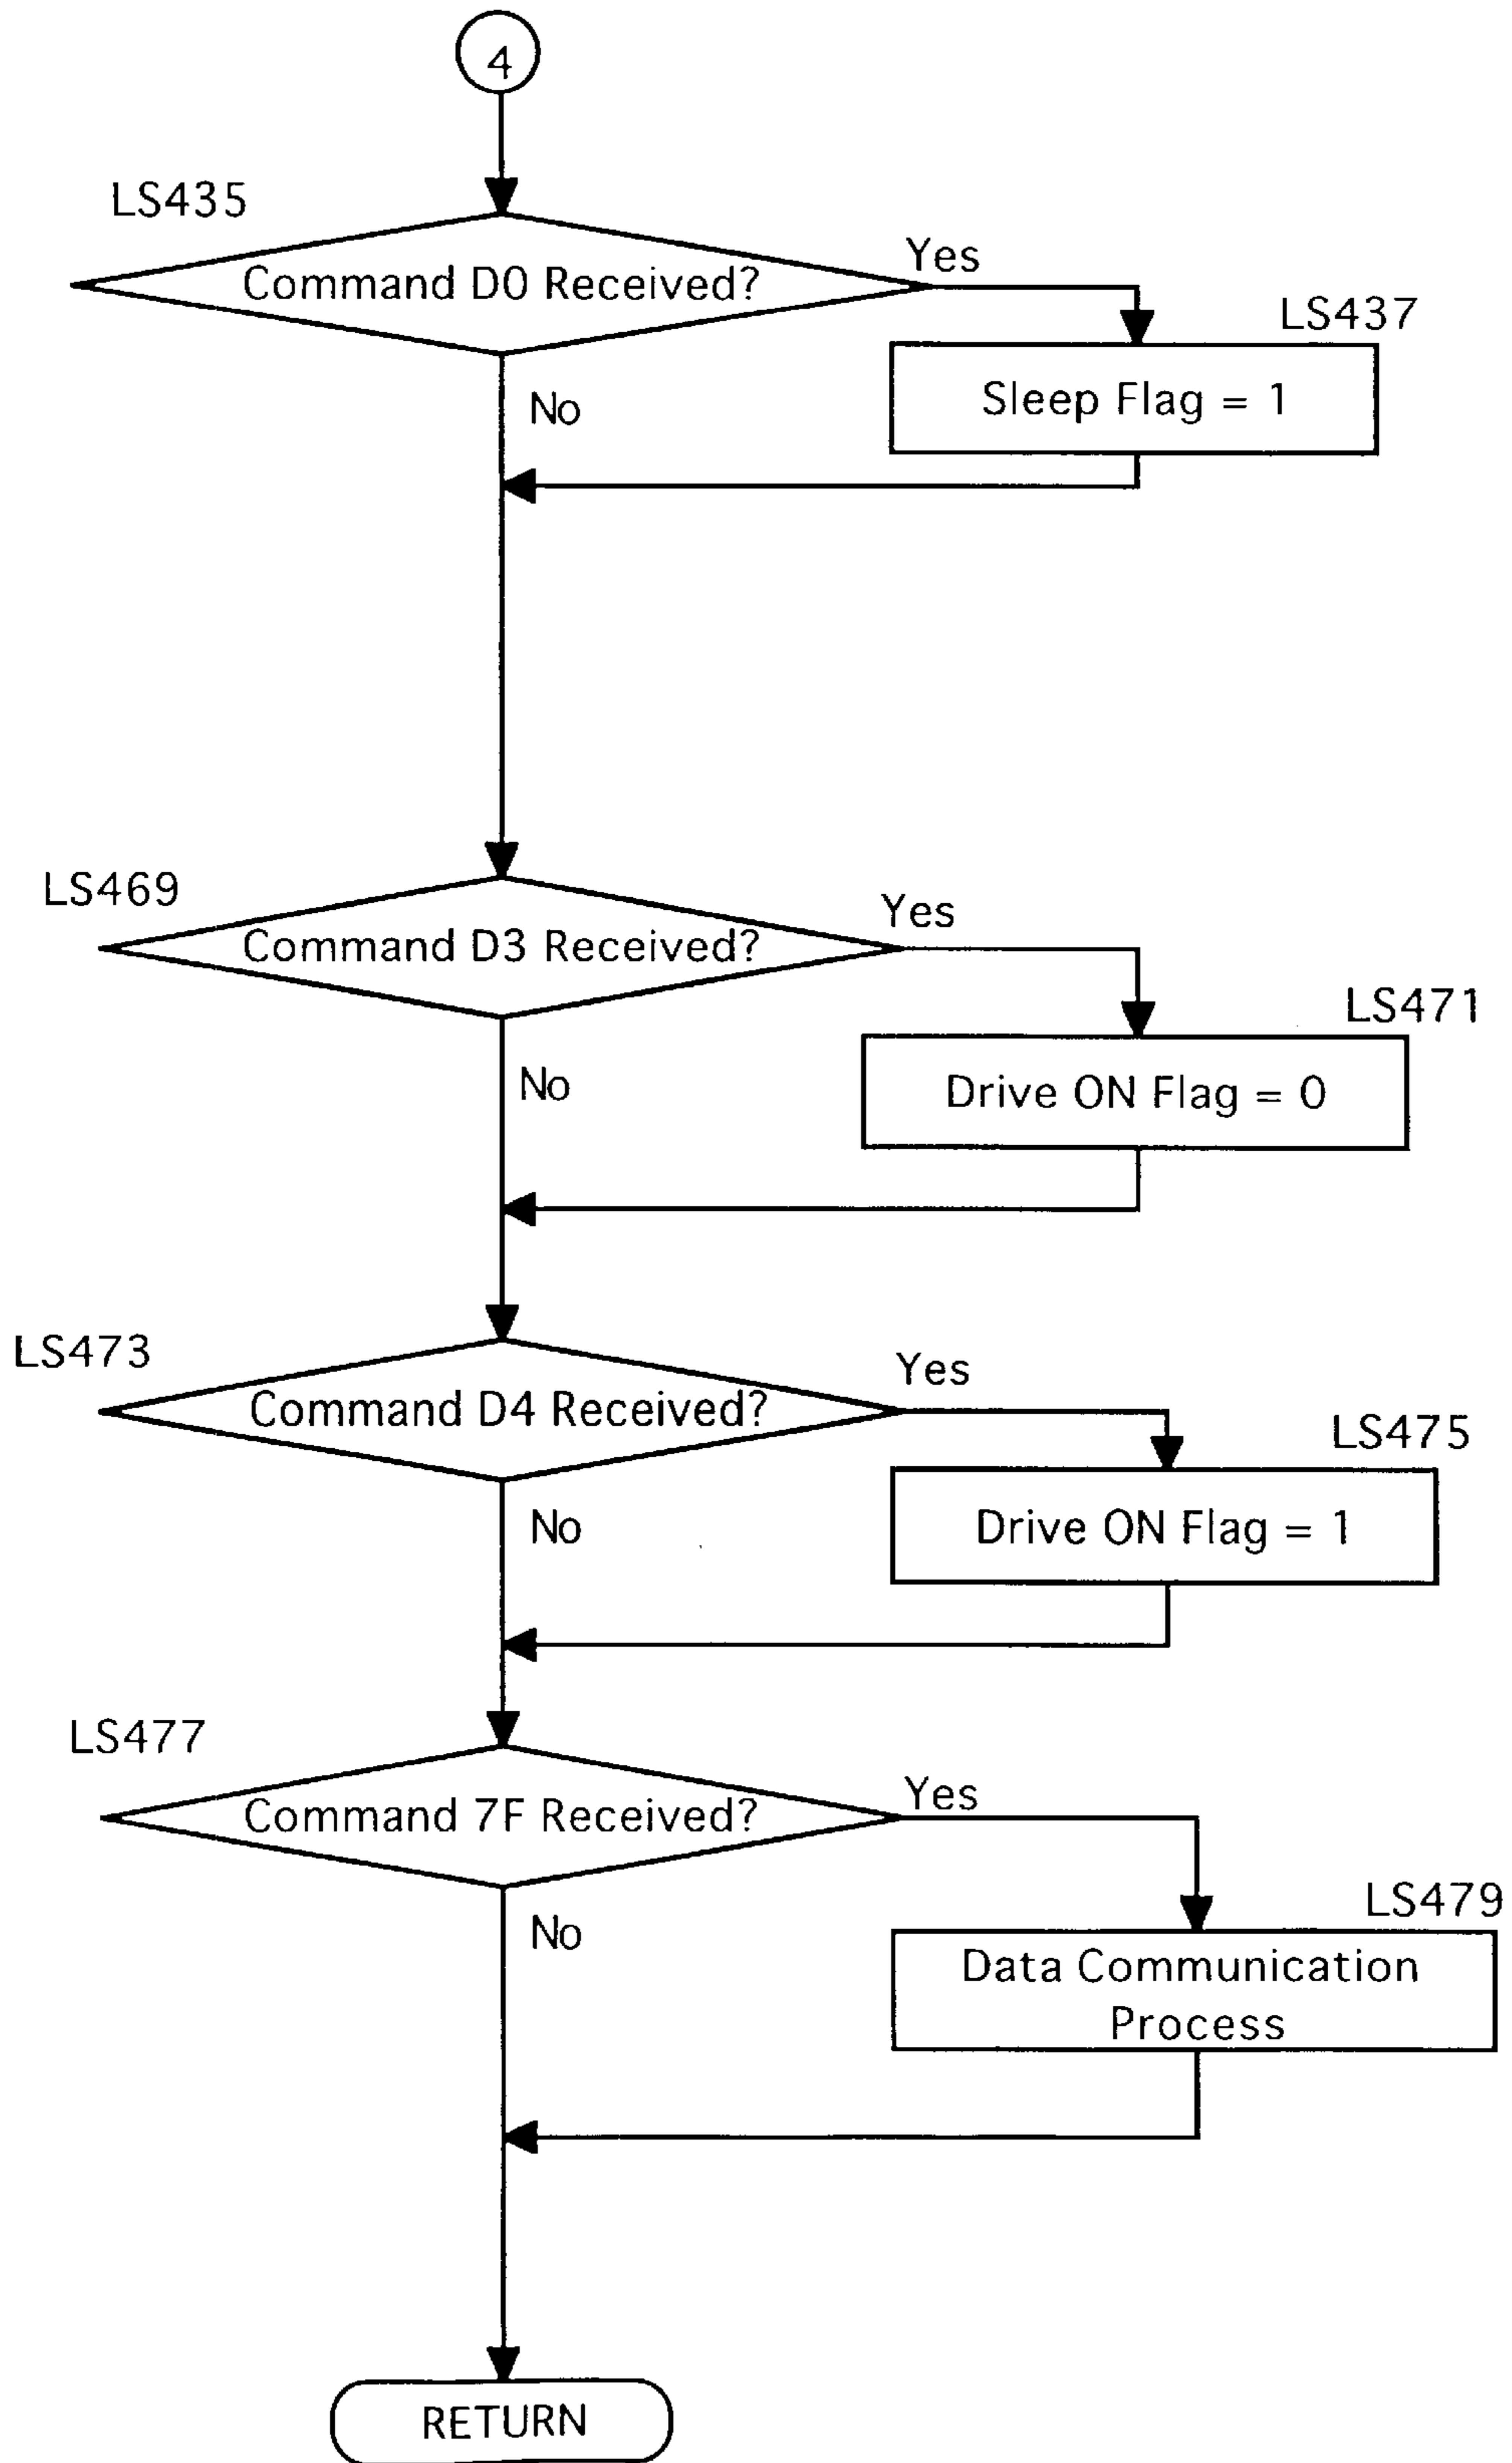 4
LS435
Command D0 Received?
Yes
LS437
Sleep Flag = 1
No
LS469
Command D3 Received?
Yes
LS471
Drive ON Flag = 0
No
LS473
Command D4 Received?
Yes
LS475
Drive ON Flag = 1
No
LS477
Command 7F Received?
Yes
LS479
Data Communication
Process
No
RETURN